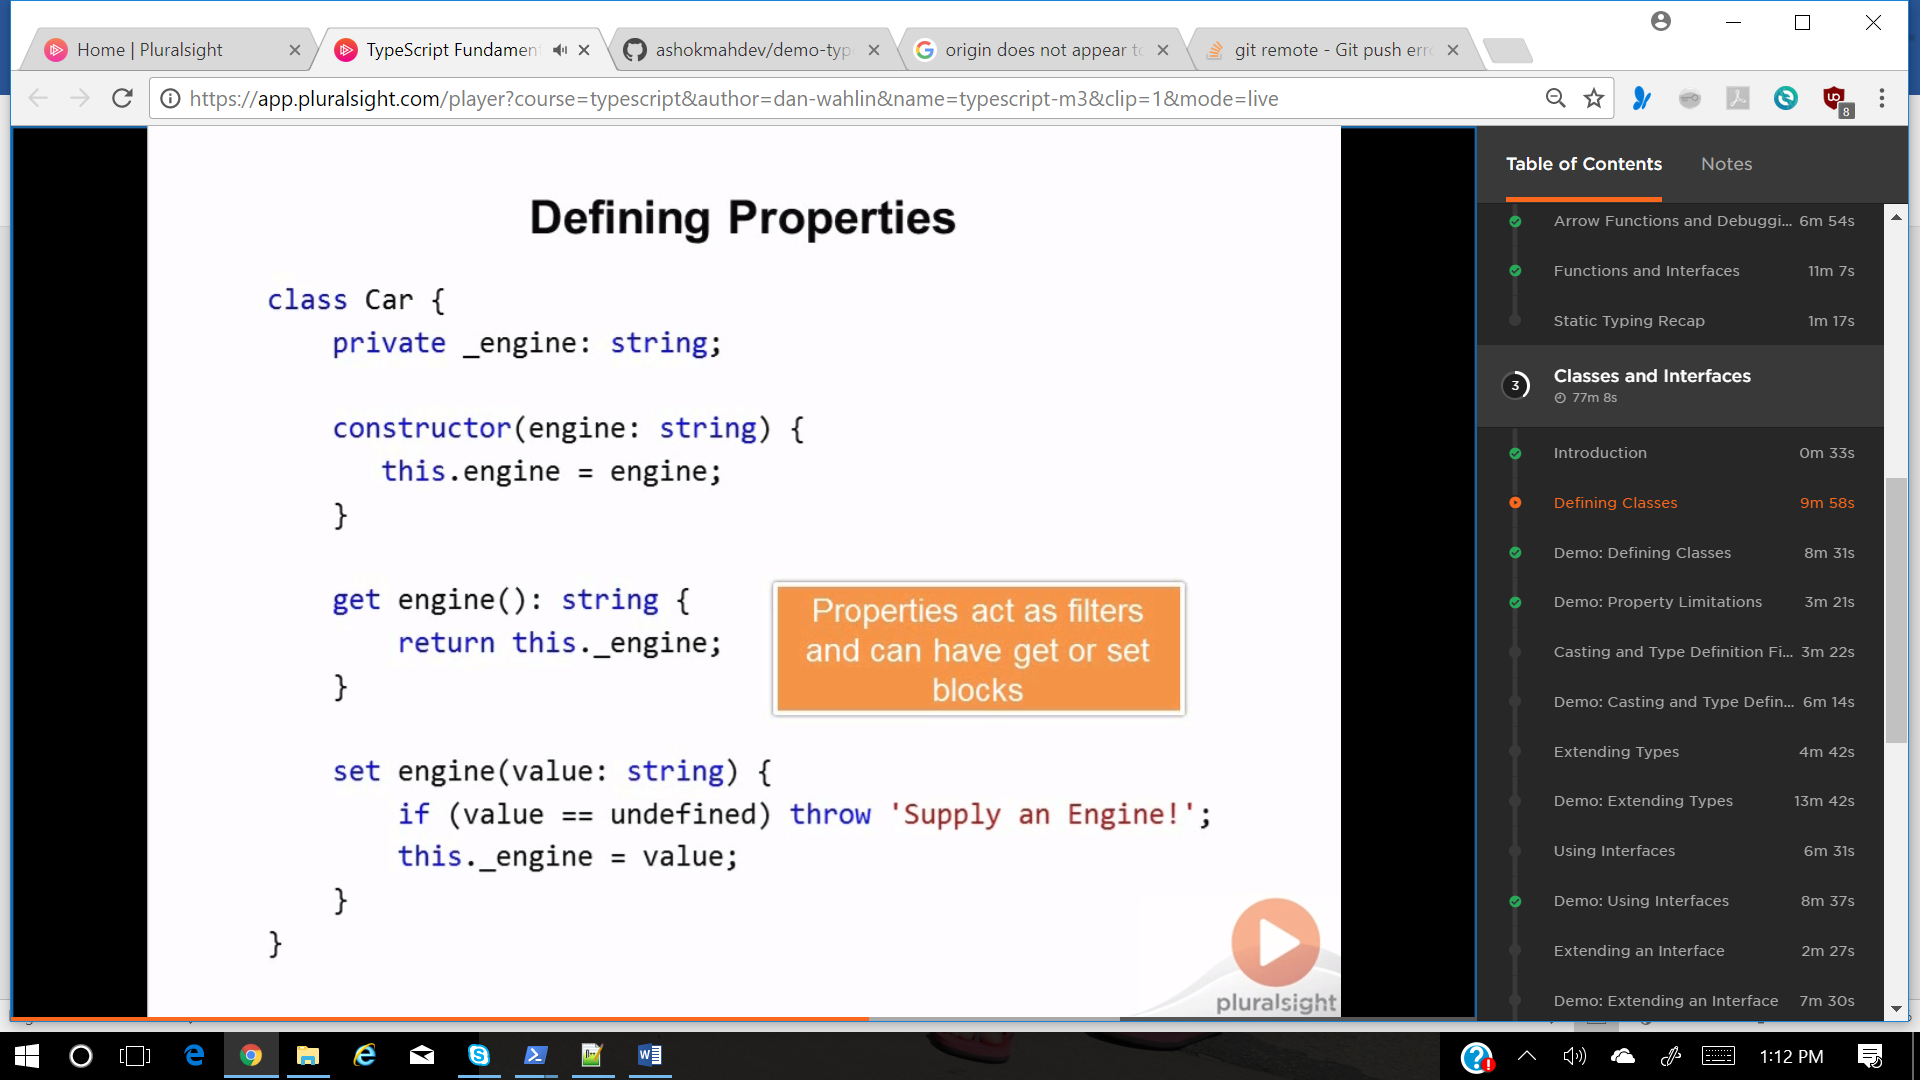 Home | Pluralsight
TypeScript Fundamen
ashokmahdev/demo-typ
origin does not appear to
git remote - Git push erro
https://app.pluralsight.com/player?course=typescript&author=dan-wahlin&name=typescript-m3&clip=1&mode=live
8
Defining Properties
class Car {
private _engine: string;
constructor(engine: string) {
this.engine = engine;
}
get engine(): string {
return this._engine;
}
set engine(value: string) {
if (value == undefined) throw 'Supply an Engine!';
this._engine = value;
}
}
Properties act as filters
and can have get or set
blocks
pluralsight
Table of Contents
Notes
Arrow Functions and Debuggi... 6m 54s
Functions and Interfaces 11m 7s
Static Typing Recap 1m 17s
3
Classes and Interfaces
77m 8s
Introduction 0m 33s
Defining Classes 9m 58s
Demo: Defining Classes 8m 31s
Demo: Property Limitations 3m 21s
Casting and Type Definition Fi... 3m 22s
Demo: Casting and Type Defin... 6m 14s
Extending Types 4m 42s
Demo: Extending Types 13m 42s
Using Interfaces 6m 31s
Demo: Using Interfaces 8m 37s
Extending an Interface 2m 27s
Demo: Extending an Interface 7m 30s
1:12 PM